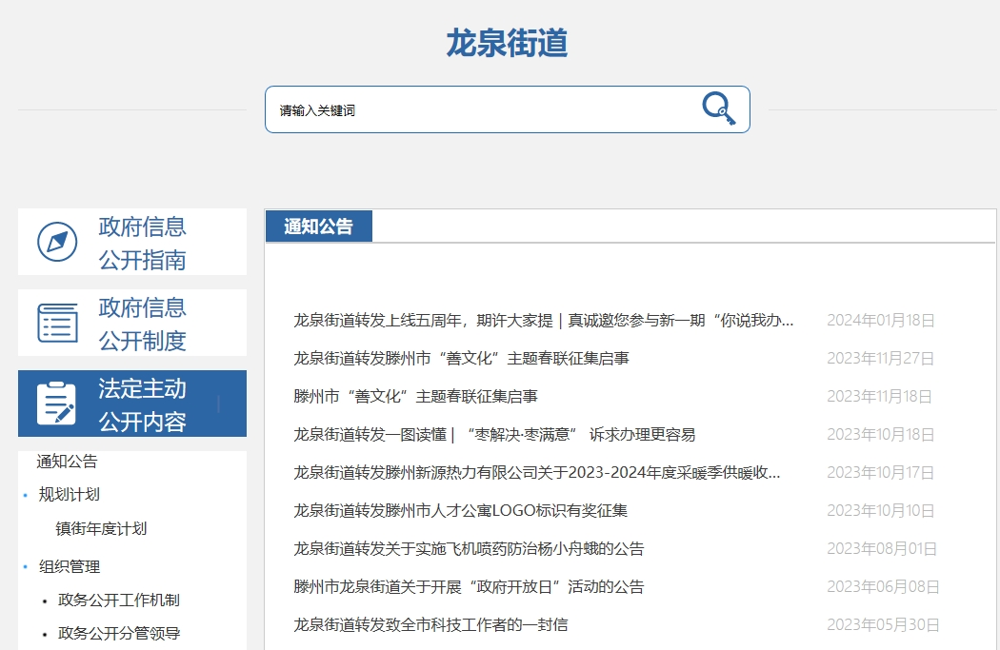 龙泉街道
请输入关键词
政府信息
公开指南
政府信息
公开制度
法定主动
公开内容
通知公告
规划计划
镇街年度计划
组织管理
政务公开工作机制
政务公开分管领导
通知公告
龙泉街道转发上线五周年，期许大家提 | 真诚邀您参与新一期“你说我办... 2024年01月18日
龙泉街道转发滕州市“善文化”主题春联征集启事 2023年11月27日
滕州市“善文化”主题春联征集启事 2023年11月18日
龙泉街道转发一图读懂 | “枣解决·枣满意” 诉求办理更容易 2023年10月18日
龙泉街道转发滕州新源热力有限公司关于2023-2024年度采暖季供暖收... 2023年10月17日
龙泉街道转发滕州市人才公寓LOGO标识有奖征集 2023年10月10日
龙泉街道转发关于实施飞机喷药防治杨小舟蛾的公告 2023年08月01日
滕州市龙泉街道关于开展“政府开放日”活动的公告 2023年06月08日
龙泉街道转发致全市科技工作者的一封信 2023年05月30日